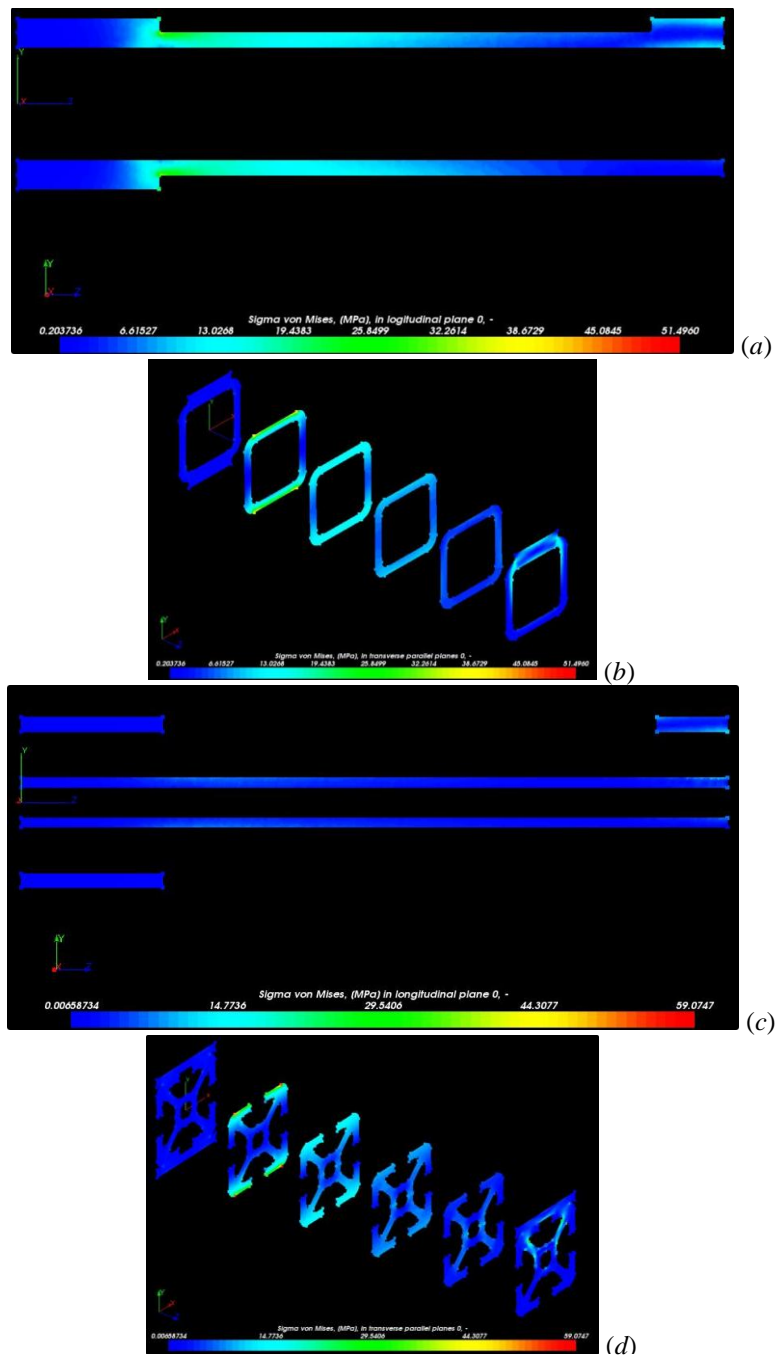 Y
X Z
Y
X Z
Sigma von Mises, (MPa), in logitudinal plane 0, -
0.203736 6.61527 13.0268 19.4383 25.8499 32.2614 38.6729 45.0845 51.4960
(a)
Y
Y
Sigma von Mises, (MPa), in transverse parallel planes 0, -
0.203736 6.61527 13.0268 19.4383 25.8499 32.2614 38.6729 45.0845 51.4960
(b)
Y
X Z
Y
X Z
Sigma von Mises, (MPa) in longitudinal plane 0, -
0.00658734 14.7736 29.5406 44.3077 59.0747
(c)
Y
Sigma von Mises, (MPa), in transverse parallel planes 0, -
0.00658734 14.7736 29.5406 44.3077 59.0747
(d)